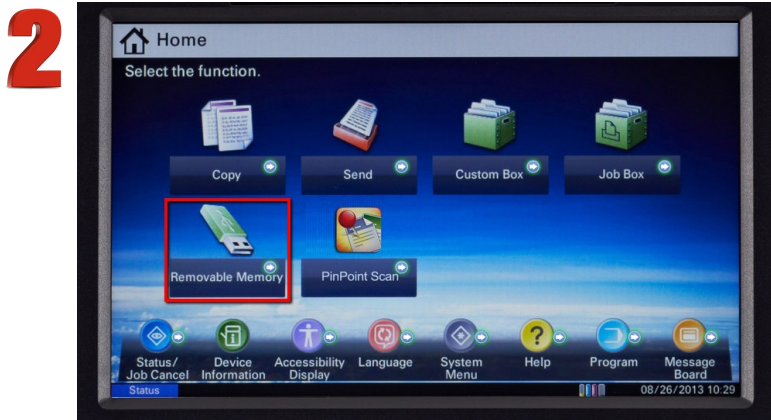 2
Home
Select the function.
Copy
Send
Custom Box
Job Box
Removable Memory
PinPoint Scan
Status/
Job Cancel
Device
Information
Accessibility
Display
Language
System
Menu
Help
Program
Message
Board
Status
08/26/2013 10:29